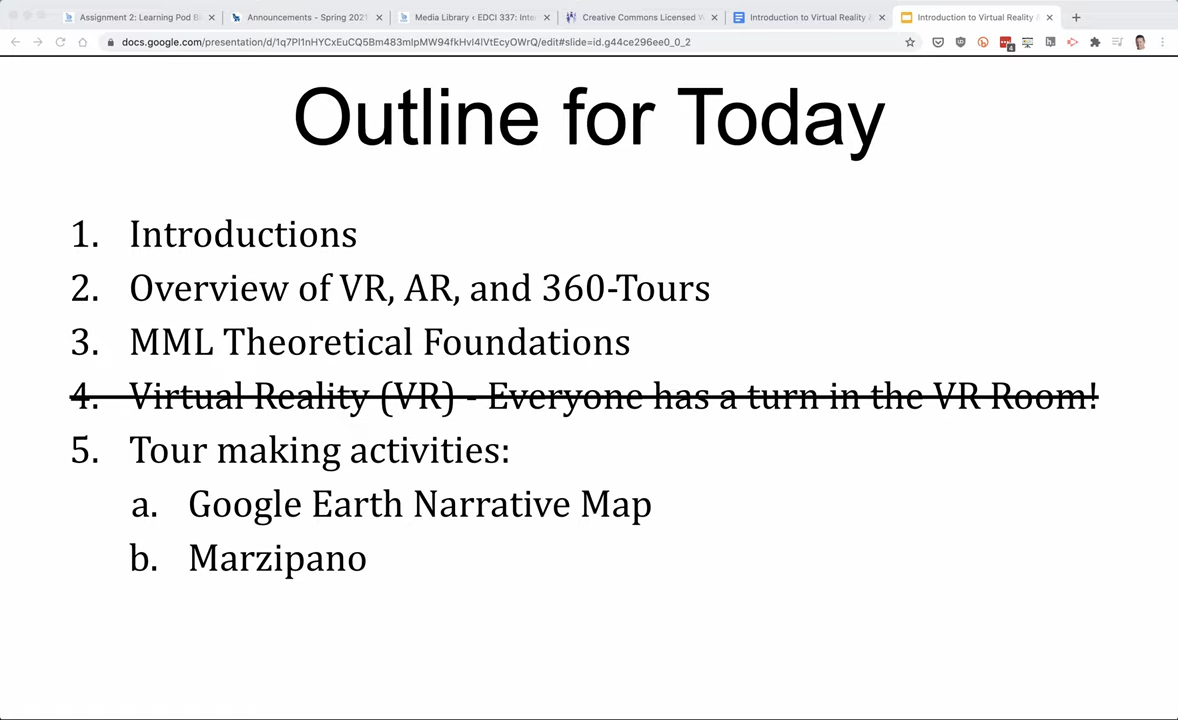 Assignment 2: Learning Pod Bl
Announcements - Spring 2021
Media Library ‹ EDCI 337: Inte
Creative Commons Licensed
Introduction to Virtual Reality
Introduction to Virtual Reality
docs.google.com/presentation/d/1q7Pl1nHYCxEuCQ5Bm483mIpMW94fkHvI4lVtEcyOWrQ/edit#slide=id.g44ce296ee0_0_2
Outline for Today
1. Introductions
2. Overview of VR, AR, and 360-Tours
3. MML Theoretical Foundations
4. Virtual Reality (VR) - Everyone has a turn in the VR Room!
5. Tour making activities:
a. Google Earth Narrative Map
b. Marzipano